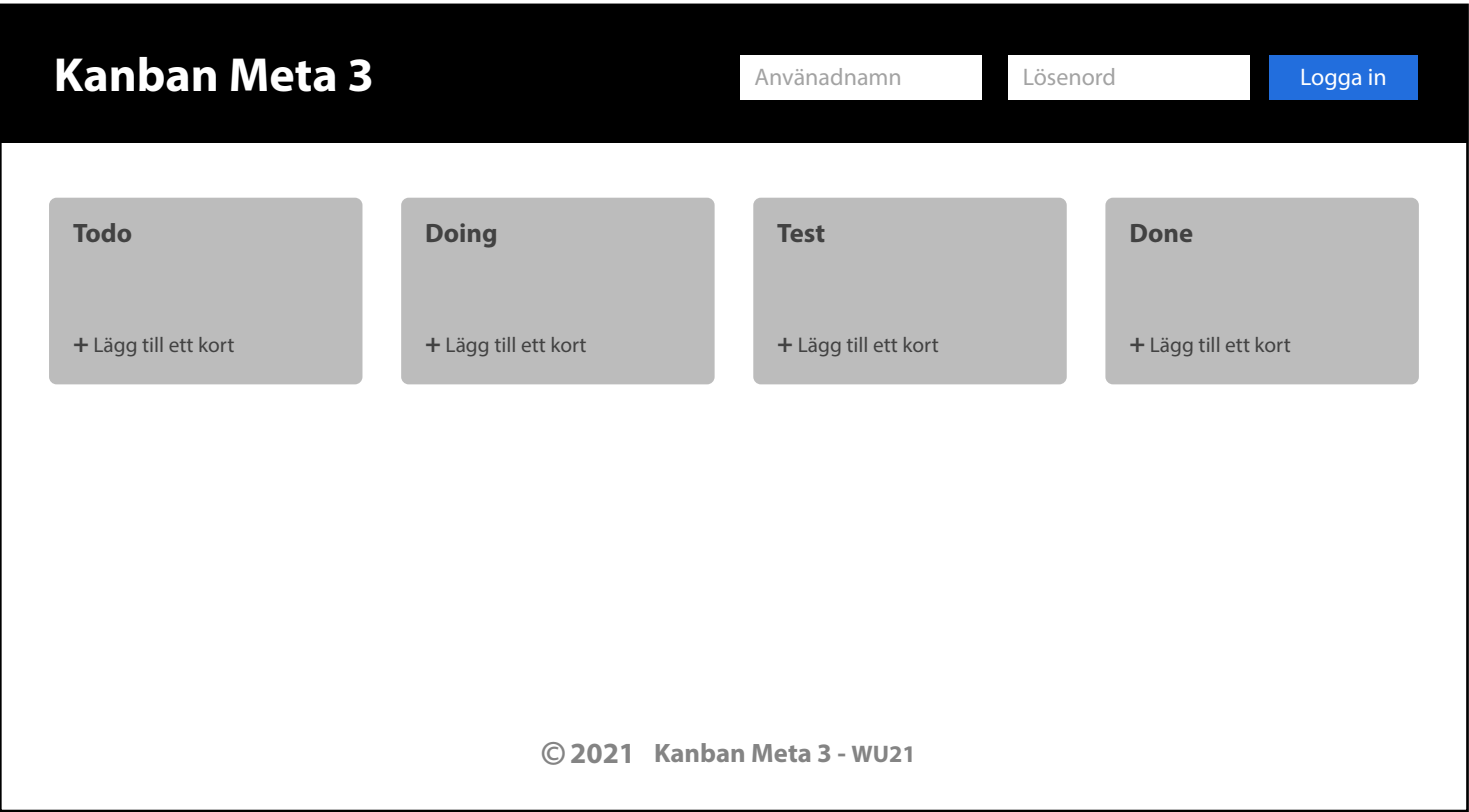 Kanban Meta 3
Använadnamn
Lösenord
Logga in
Todo
+ Lägg till ett kort
Doing
+ Lägg till ett kort
Test
+ Lägg till ett kort
Done
+ Lägg till ett kort
© 2021 Kanban Meta 3 - WU21